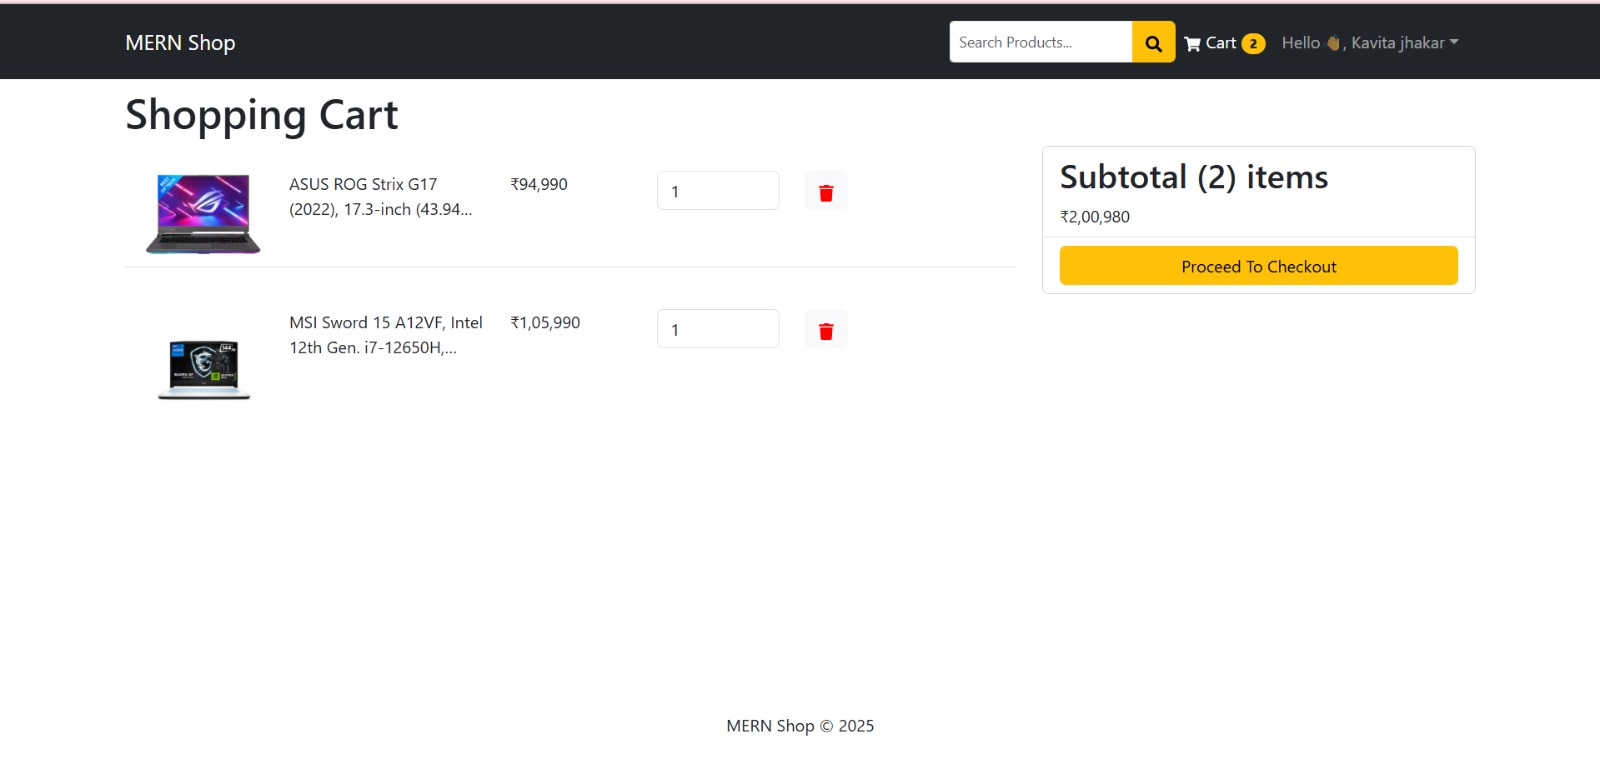 MERN Shop
Search Products...
Cart 2
Hello 👋🏾, Kavita jhakar
Shopping Cart
ASUS ROG Strix G17
(2022), 17.3-inch (43.94...
₹94,990
1
MSI Sword 15 A12VF, Intel
12th Gen. i7-12650H,...
₹1,05,990
1
Subtotal (2) items
₹2,00,980
Proceed To Checkout
MERN Shop © 2025